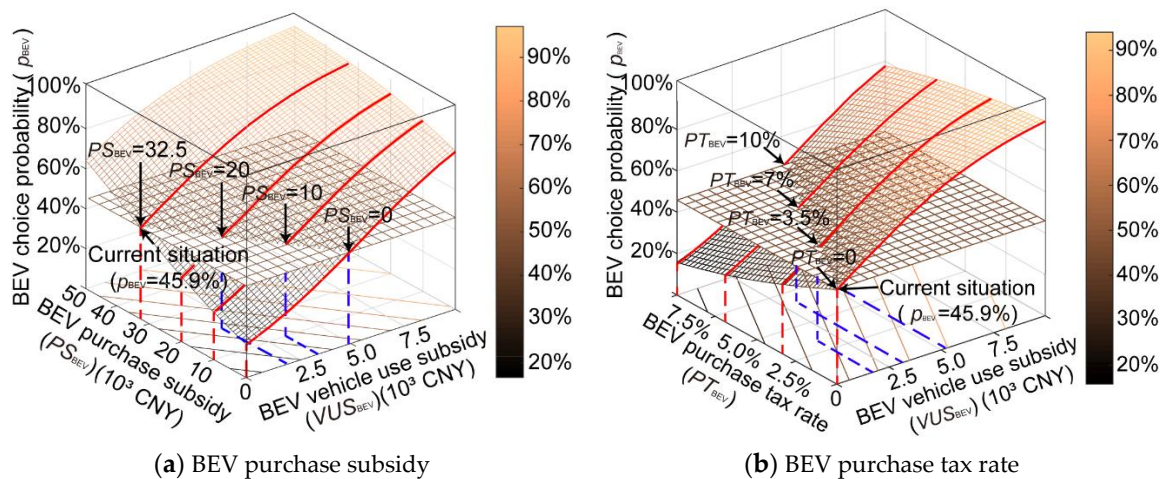 BEV choice probability ( pBEV)
100%
80%
60%
40%
20%
PSBEV=32.5
PSBEV=20
PSBEV=10
PSBEV=0
Current situation
( pBEV=45.9%)
50
40
30
20
10
0
BEV purchase subsidy
(PSBEV)(10³ CNY)
2.5
5.0
7.5
BEV vehicle use subsidy
(VUSBEV)(10³ CNY)
90%
80%
70%
60%
50%
40%
30%
20%
(a) BEV purchase subsidy
BEV choice probability ( pBEV)
100%
80%
60%
40%
20%
PTBEV=10%
PTBEV=7%
PTBEV=3.5%
PTBEV=0
Current situation
( pBEV=45.9%)
7.5%
5.0%
2.5%
0
BEV purchase tax rate
(PTBEV)
2.5
5.0
7.5
BEV vehicle use subsidy
(VUSBEV) (10³ CNY)
90%
80%
70%
60%
50%
40%
30%
20%
(b) BEV purchase tax rate